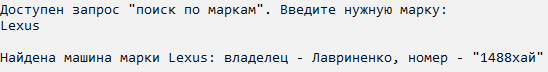 Доступен запрос "поиск по маркам". Введите нужную марку:
Lexus
Найдена машина марки Lexus: владелец - Лавриненко, номер - "1488хай"